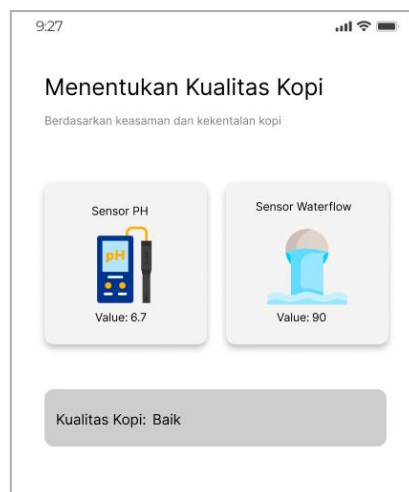 9:27
Menentukan Kualitas Kopi
Berdasarkan keasaman dan kekentalan kopi
Sensor PH
pH
Value: 6.7
Sensor Waterflow
Value: 90
Kualitas Kopi: Baik